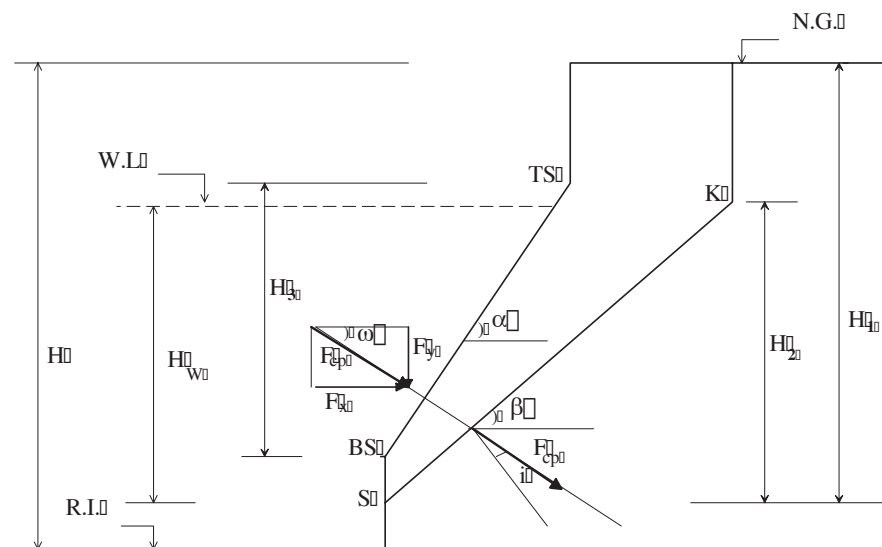 N.G.
W.L
TS
K
H3
α
H1
ω
Fy
H2
H
HW
Fcp
Fx
β
BS
Fcp
i
S
R.I.